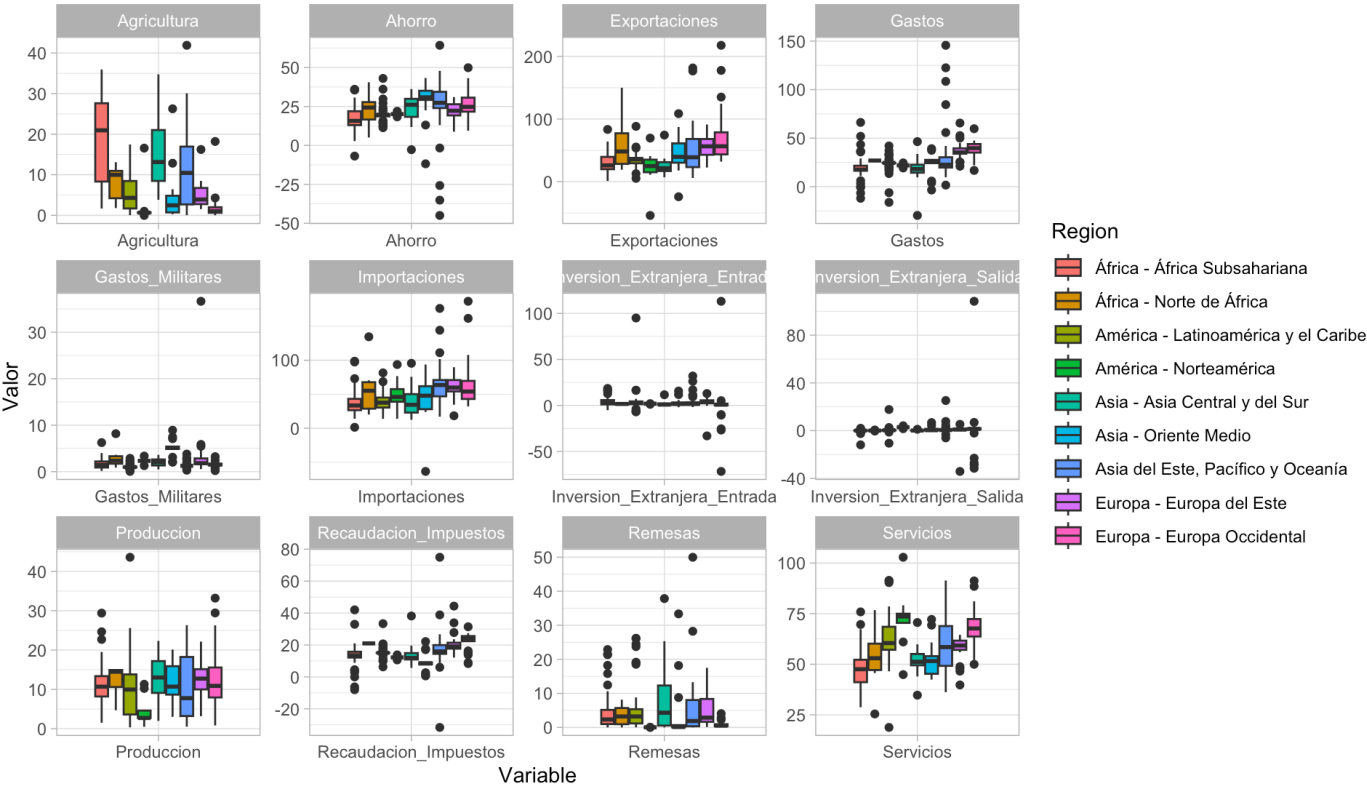 Agricultura
Ahorro
Exportaciones
Gastos
40
30
20
10
0
50
25
0
-25
-50
200
100
0
150
100
50
0
Agricultura
Ahorro
Exportaciones
Gastos
Gastos_Militares
Importaciones
nversion_Extranjera_Entrad
nversion_Extranjera_Salida
30
20
10
0
100
0
100
50
0
-50
80
40
0
-40
Gastos_Militares
Importaciones
Inversion_Extranjera_Entrada
Inversion_Extranjera_Salida
Produccion
Recaudacion_Impuestos
Remesas
Servicios
40
30
20
10
0
80
60
40
20
0
-20
50
40
30
20
10
0
100
75
50
25
Produccion
Recaudacion_Impuestos
Remesas
Servicios
Valor
Variable
Region
África - África Subsahariana
África - Norte de África
América - Latinoamérica y el Caribe
América - Norteamérica
Asia - Asia Central y del Sur
Asia - Oriente Medio
Asia del Este, Pacífico y Oceanía
Europa - Europa del Este
Europa - Europa Occidental